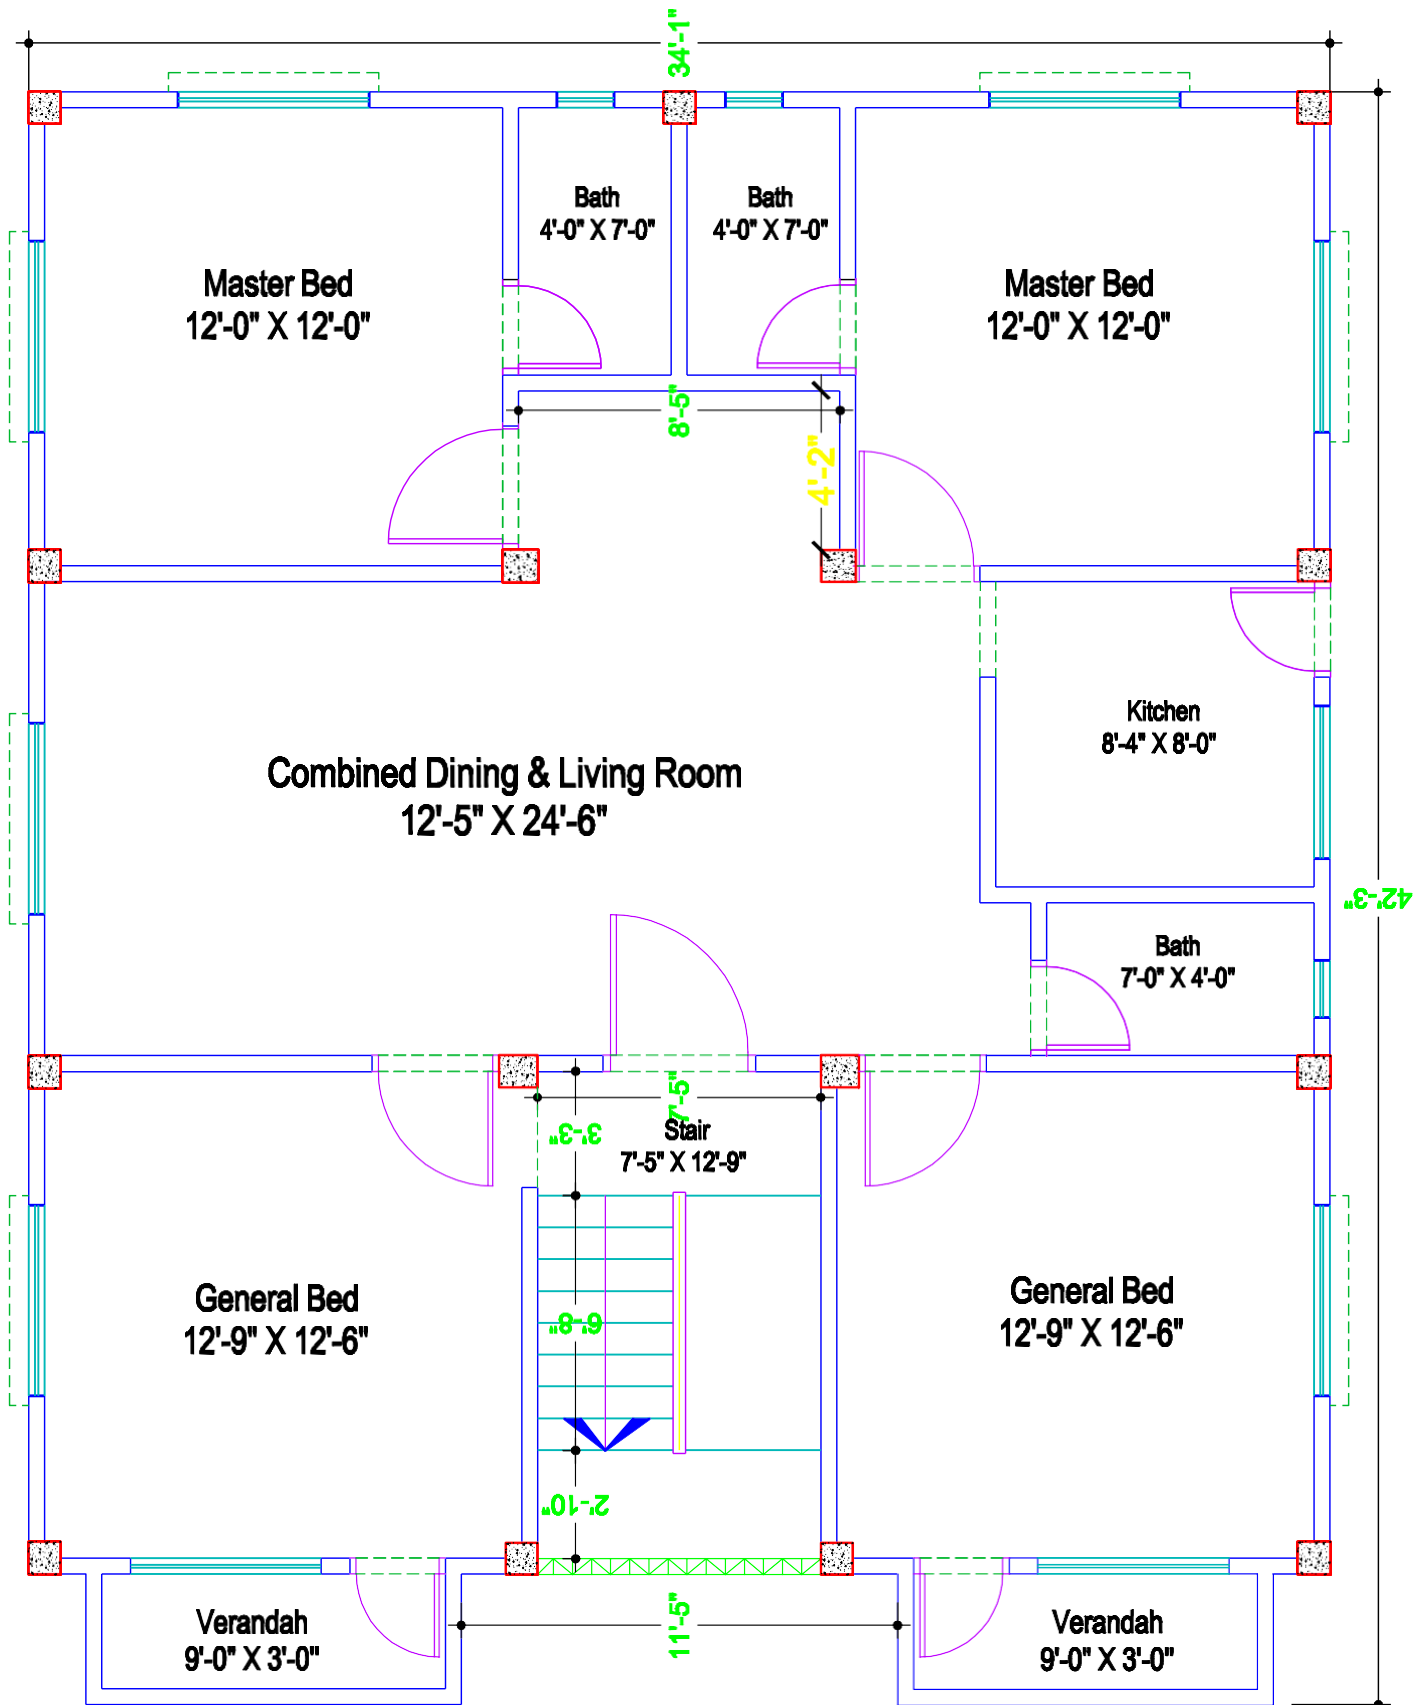 34'-1"
Bath
4'-0" X 7'-0"
Bath
4'-0" X 7'-0"
Master Bed
12'-0" X 12'-0"
Master Bed
12'-0" X 12'-0"
8'-5"
4'-2"
Kitchen
8'-4" X 8'-0"
Combined Dining & Living Room
12'-5" X 24'-6"
42'-3"
Bath
7'-0" X 4'-0"
7'-5"
3'-3"
Stair
7'-5" X 12'-9"
General Bed
12'-9" X 12'-6"
General Bed
12'-9" X 12'-6"
6'-8"
2'-10"
Verandah
9'-0" X 3'-0"
11'-5"
Verandah
9'-0" X 3'-0"